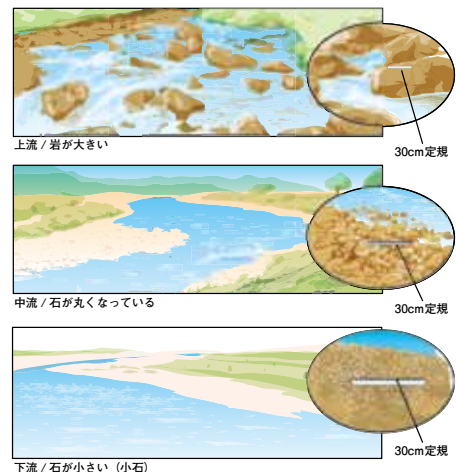 上流 / 岩が大きい
30cm定規
中流 / 石が丸くなっている
30cm定規
下流 / 石が小さい（小石）
30cm定規